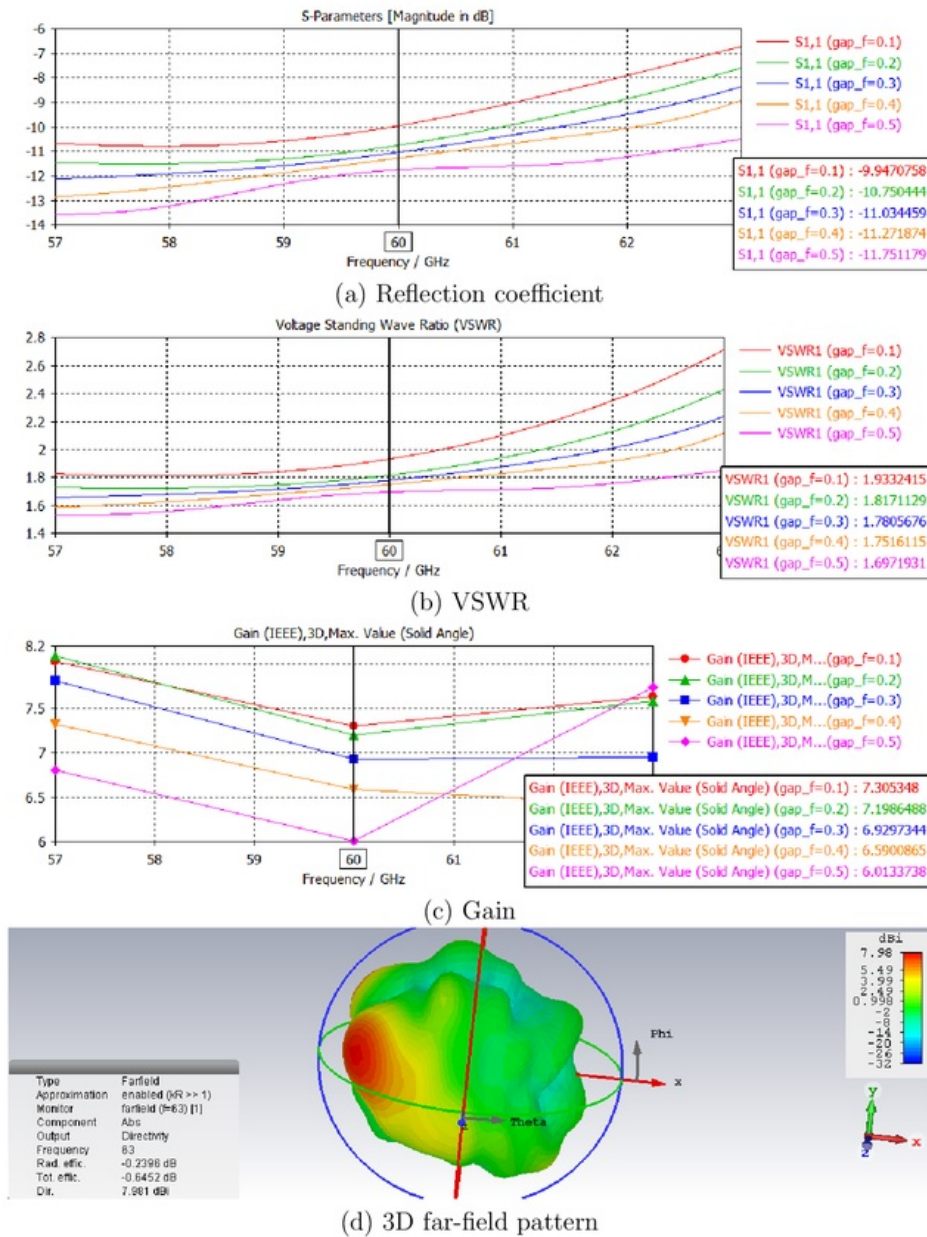 S-Parameters [Magnitude in dB]
-6
-7
-8
-9
-10
-11
-12
-13
-14
57 58 59 60 61 62
Frequency / GHz
S1,1 (gap_f=0.1)
S1,1 (gap_f=0.2)
S1,1 (gap_f=0.3)
S1,1 (gap_f=0.4)
S1,1 (gap_f=0.5)
S1,1 (gap_f=0.1) : -9.9470758
S1,1 (gap_f=0.2) : -10.750444
S1,1 (gap_f=0.3) : -11.034459
S1,1 (gap_f=0.4) : -11.271874
S1,1 (gap_f=0.5) : -11.751179
(a) Reflection coefficient
Voltage Standing Wave Ratio (VSWR)
2.8
2.6
2.4
2.2
2
1.8
1.6
1.4
57 58 59 60 61 62
Frequency / GHz
VSWR1 (gap_f=0.1)
VSWR1 (gap_f=0.2)
VSWR1 (gap_f=0.3)
VSWR1 (gap_f=0.4)
VSWR1 (gap_f=0.5)
VSWR1 (gap_f=0.1) : 1.9332415
VSWR1 (gap_f=0.2) : 1.8171129
VSWR1 (gap_f=0.3) : 1.7805676
VSWR1 (gap_f=0.4) : 1.7516115
VSWR1 (gap_f=0.5) : 1.6971931
(b) VSWR
Gain (IEEE),3D,Max. Value (Solid Angle)
8.2
7.5
7
6.5
6
57 58 59 60 61
Frequency / GHz
Gain (IEEE),3D,M...(gap_f=0.1)
Gain (IEEE),3D,M...(gap_f=0.2)
Gain (IEEE),3D,M...(gap_f=0.3)
Gain (IEEE),3D,M...(gap_f=0.4)
Gain (IEEE),3D,M...(gap_f=0.5)
Gain (IEEE),3D,Max. Value (Solid Angle) (gap_f=0.1) : 7.305348
Gain (IEEE),3D,Max. Value (Solid Angle) (gap_f=0.2) : 7.1986488
Gain (IEEE),3D,Max. Value (Solid Angle) (gap_f=0.3) : 6.9297344
Gain (IEEE),3D,Max. Value (Solid Angle) (gap_f=0.4) : 6.5900865
Gain (IEEE),3D,Max. Value (Solid Angle) (gap_f=0.5) : 6.0133738
(c) Gain
dBi
7.98
5.49
3.99
2.49
0.998
-2
-8
-14
-20
-26
-32
Phi
x
Theta
y
x
z
Type Farfield
Approximation enabled (kR >> 1)
Monitor farfield (f=63) [1]
Component Abs
Output Directivity
Frequency 63
Rad. effic. -0.2396 dB
Tot. effic. -0.6452 dB
Dir. 7.981 dBi
(d) 3D far-field pattern